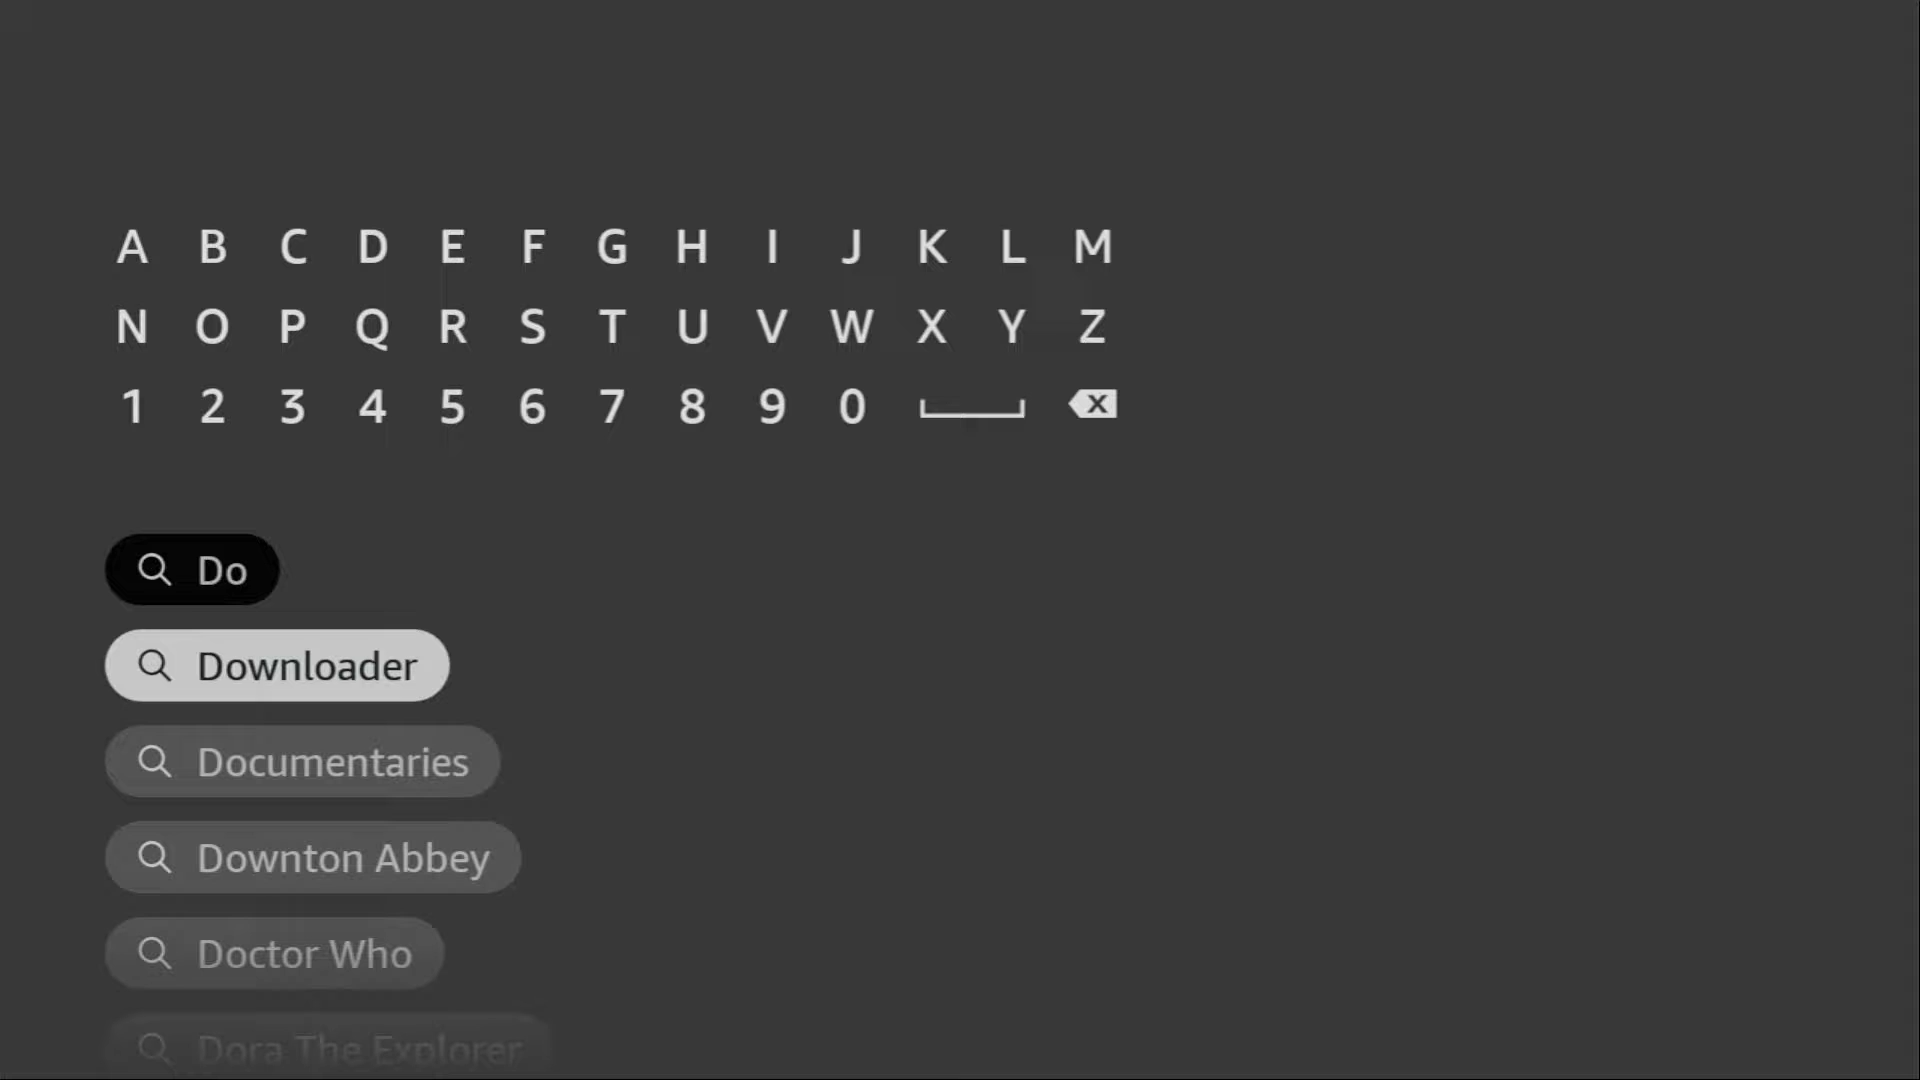 A B C D E F G H I J K L M
N O P Q R S T U V W X Y Z
1 2 3 4 5 6 7 8 9 0
Do
Downloader
Documentaries
Downton Abbey
Doctor Who
Dora The Explorer